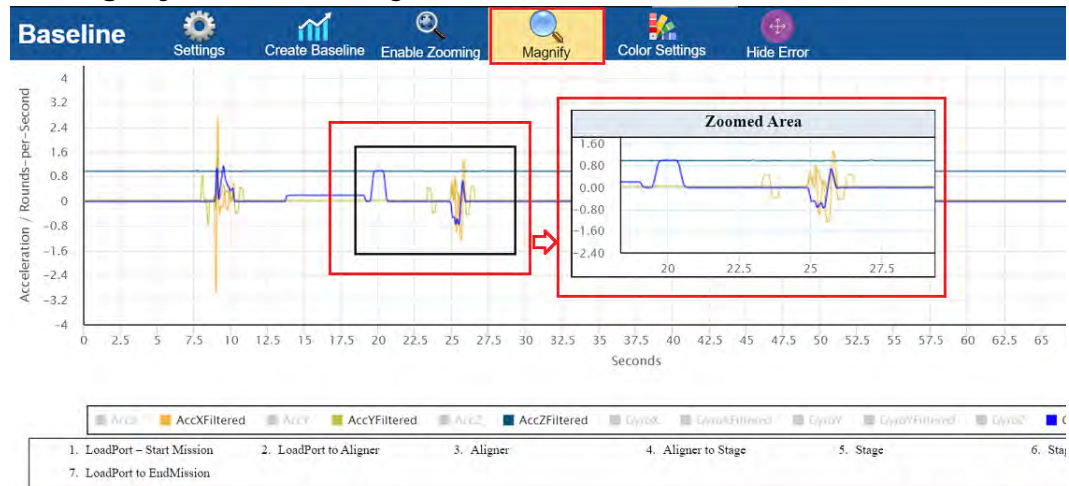 Baseline
Settings
Create Baseline
Enable Zooming
Magnify
Color Settings
Hide Error
Acceleration / Rounds-per-Second
4
3.2
2.4
1.6
0.8
0
-0.8
-1.6
-2.4
-3.2
-4
Zoomed Area
1.60
0.80
0.00
-0.80
-1.60
-2.40
20 22.5 25 27.5
0 2.5 5 7.5 10 12.5 15 17.5 20 22.5 25 27.5 30 32.5 35 37.5 40 42.5 45 47.5 50 52.5 55 57.5 60 62.5 65
Seconds
AccX AccXFiltered AccY AccYFiltered AccZ AccZFiltered GyroX GyroXFiltered GyroY GyroYFiltered GyroZ
1. LoadPort – Start Mission 2. LoadPort to Aligner 3. Aligner 4. Aligner to Stage 5. Stage 6.
7. LoadPort to EndMission